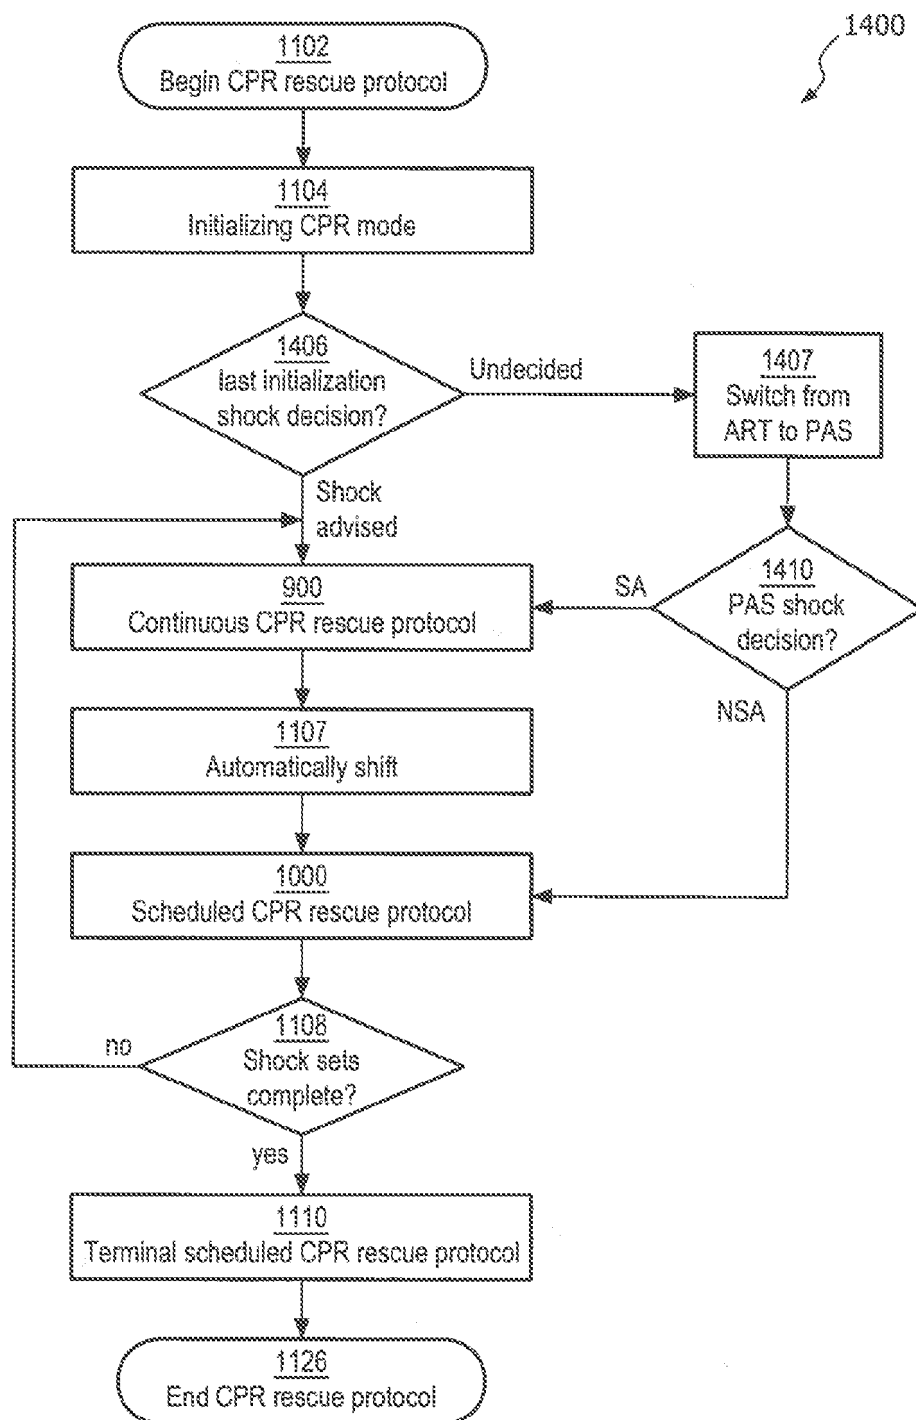 1400
1102
Begin CPR rescue protocol
1104
Initializing CPR mode
1406
last initialization
shock decision?
Undecided
1407
Switch from
ART to PAS
Shock
advised
900
Continuous CPR rescue protocol
SA
1410
PAS shock
decision?
NSA
1107
Automatically shift
1000
Scheduled CPR rescue protocol
1108
Shock sets
complete?
no
yes
1110
Terminal scheduled CPR rescue protocol
1126
End CPR rescue protocol